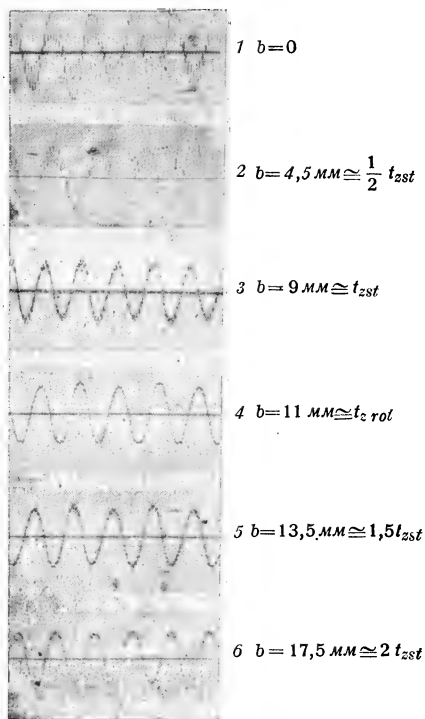 1 b=0
2 b=4,5 мм≅1/2 t_zst
3 b=9 мм≅t_zst
4 b=11 мм≅t_z rot
5 b=13,5 мм≅1,5t_zst
6 b=17,5 мм≅2 t_zst